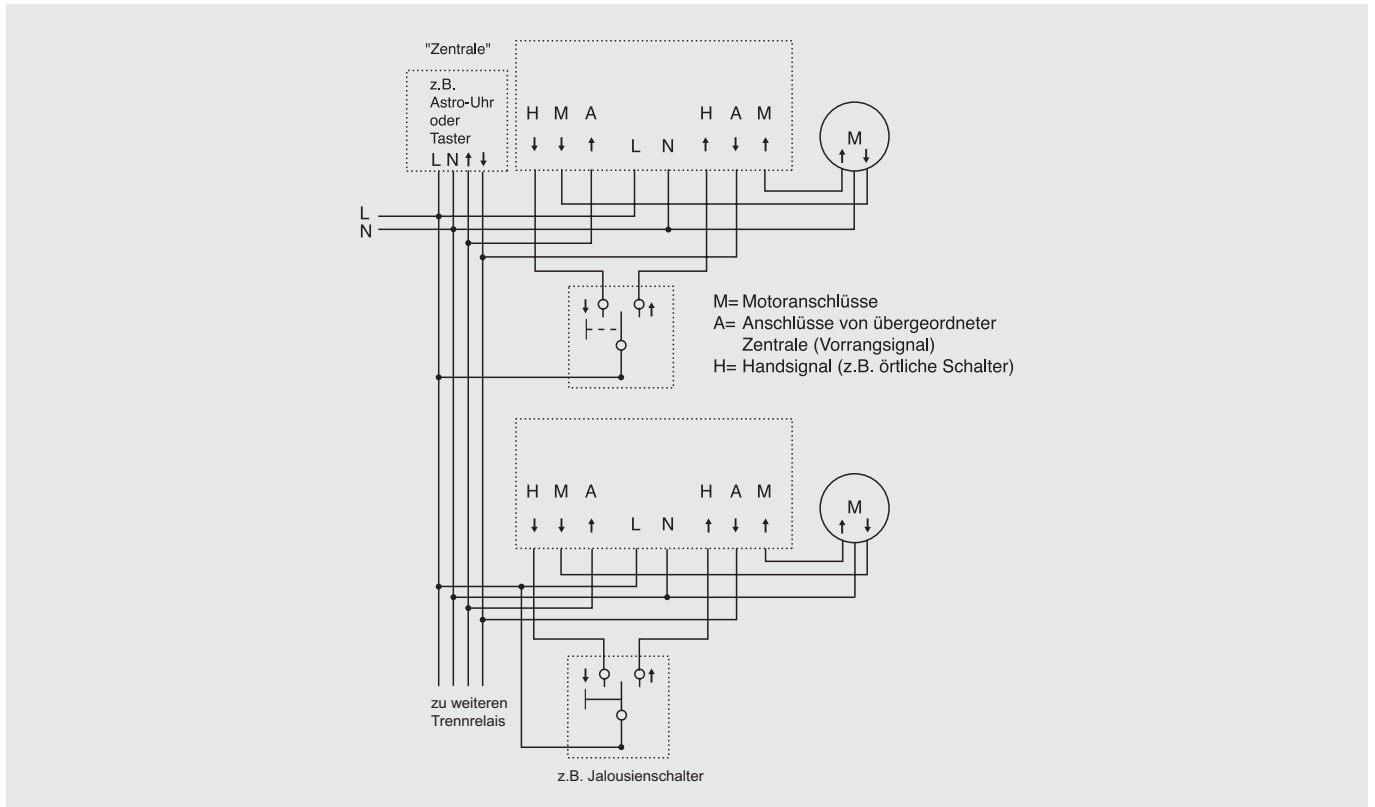 "Zentrale"
z.B.
Astro-Uhr
oder
Taster
L N ↑ ↓
H M A H A M
↓ ↓ ↑ L N ↑ ↓ ↑
M
↑ ↓
L
N
↓ ↑
M= Motoranschlüsse
A= Anschlüsse von übergeordneter
Zentrale (Vorrangsignal)
H= Handsignal (z.B. örtliche Schalter)
H M A H A M
↓ ↓ ↑ L N ↑ ↓ ↑
M
↑ ↓
↓ ↑
zu weiteren
Trennrelais
z.B. Jalousienschalter